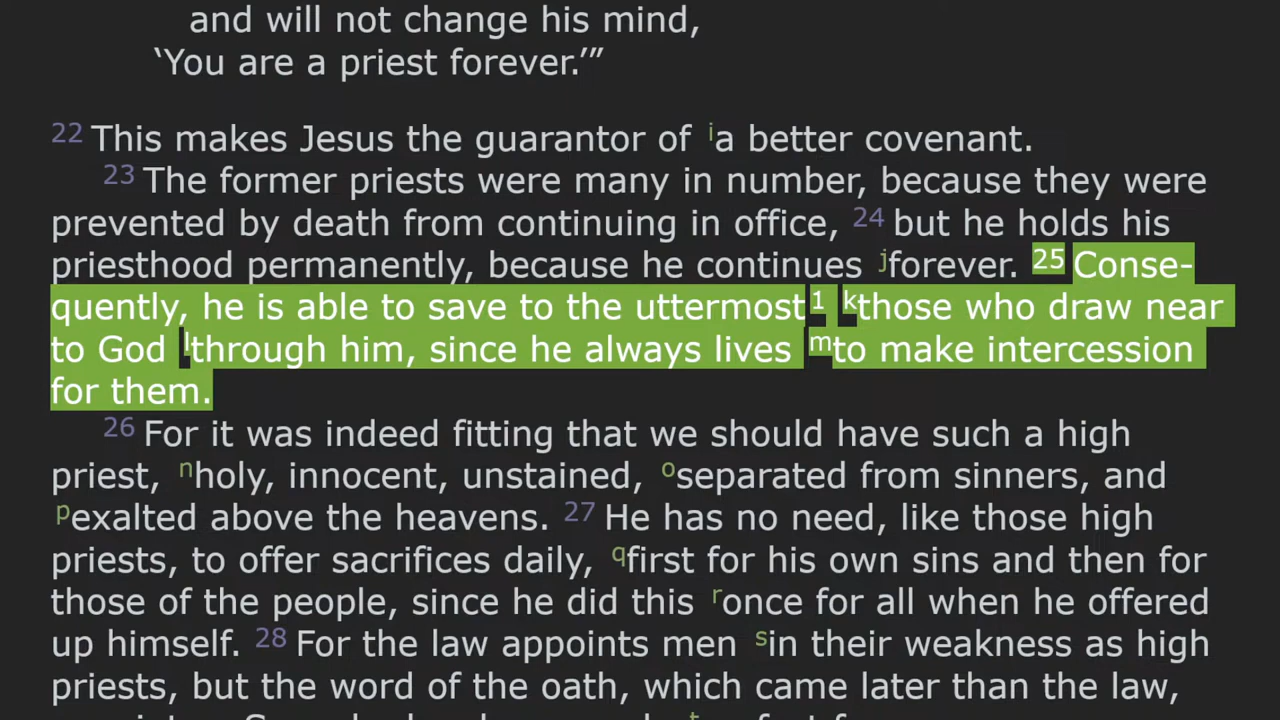 and will not change his mind,
‘You are a priest forever.’”
22 This makes Jesus the guarantor of ia better covenant.
23 The former priests were many in number, because they were
prevented by death from continuing in office, 24 but he holds his
priesthood permanently, because he continues jforever. 25 Conse-
quently, he is able to save to the uttermost1 kthose who draw near
to God lthrough him, since he always lives mto make intercession
for them.
26 For it was indeed fitting that we should have such a high
priest, nholy, innocent, unstained, oseparated from sinners, and
pexalted above the heavens. 27 He has no need, like those high
priests, to offer sacrifices daily, qfirst for his own sins and then for
those of the people, since he did this ronce for all when he offered
up himself. 28 For the law appoints men sin their weakness as high
priests, but the word of the oath, which came later than the law,